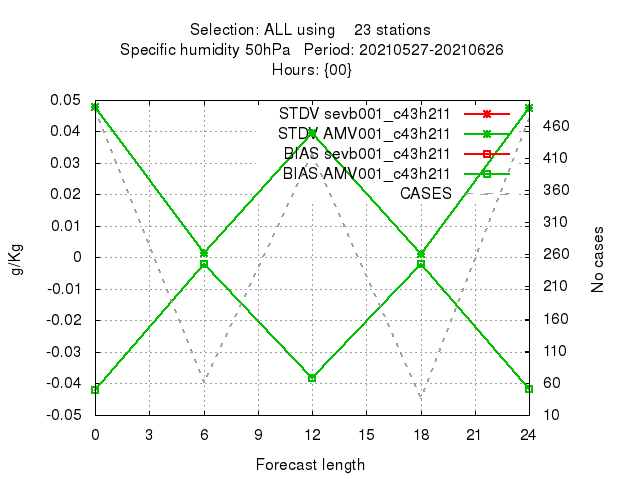 Selection: ALL using 23 stations
Specific humidity 50hPa Period: 20210527-20210626
Hours: {00}
STDV sevb001_c43h211
STDV AMV001_c43h211
BIAS sevb001_c43h211
BIAS AMV001_c43h211
CASES
0.05
0.04
0.03
0.02
0.01
0
-0.01
-0.02
-0.03
-0.04
-0.05
g/Kg
460
410
360
310
260
210
160
110
60
10
No cases
0 3 6 9 12 15 18 21 24
Forecast length